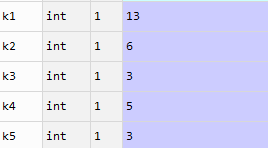 k1 int 1 13
k2 int 1 6
k3 int 1 3
k4 int 1 5
k5 int 1 3